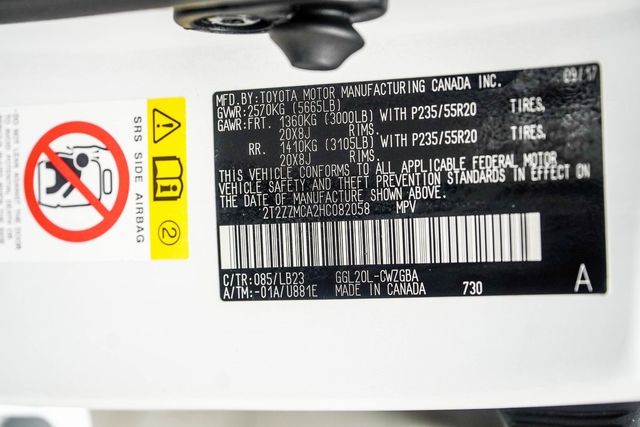 MFD.BY:TOYOTA MOTOR MANUFACTURING CANADA INC. 09/17
GVWR:2570KG (5665LB)
GAWR:FRT. 1360KG (3000LB) WITH P235/55R20 TIRES,
20X8J RIMS.
RR. 1410KG (3105LB) WITH P235/55R20 TIRES,
20X8J RIMS.
THIS VEHICLE CONFORMS TO ALL APPLICABLE FEDERAL MOTOR
VEHICLE SAFETY AND THEFT PREVENTION STANDARDS IN EFFECT ON
THE DATE OF MANUFACTURE SHOWN ABOVE.
2T2ZZMCA2HC082058 MPV
C/TR:085/LB23 GGL20L-CWZGBA
A/TM:-01A/U881E MADE IN CANADA 730 A
SRS SIDE AIRBAG
2